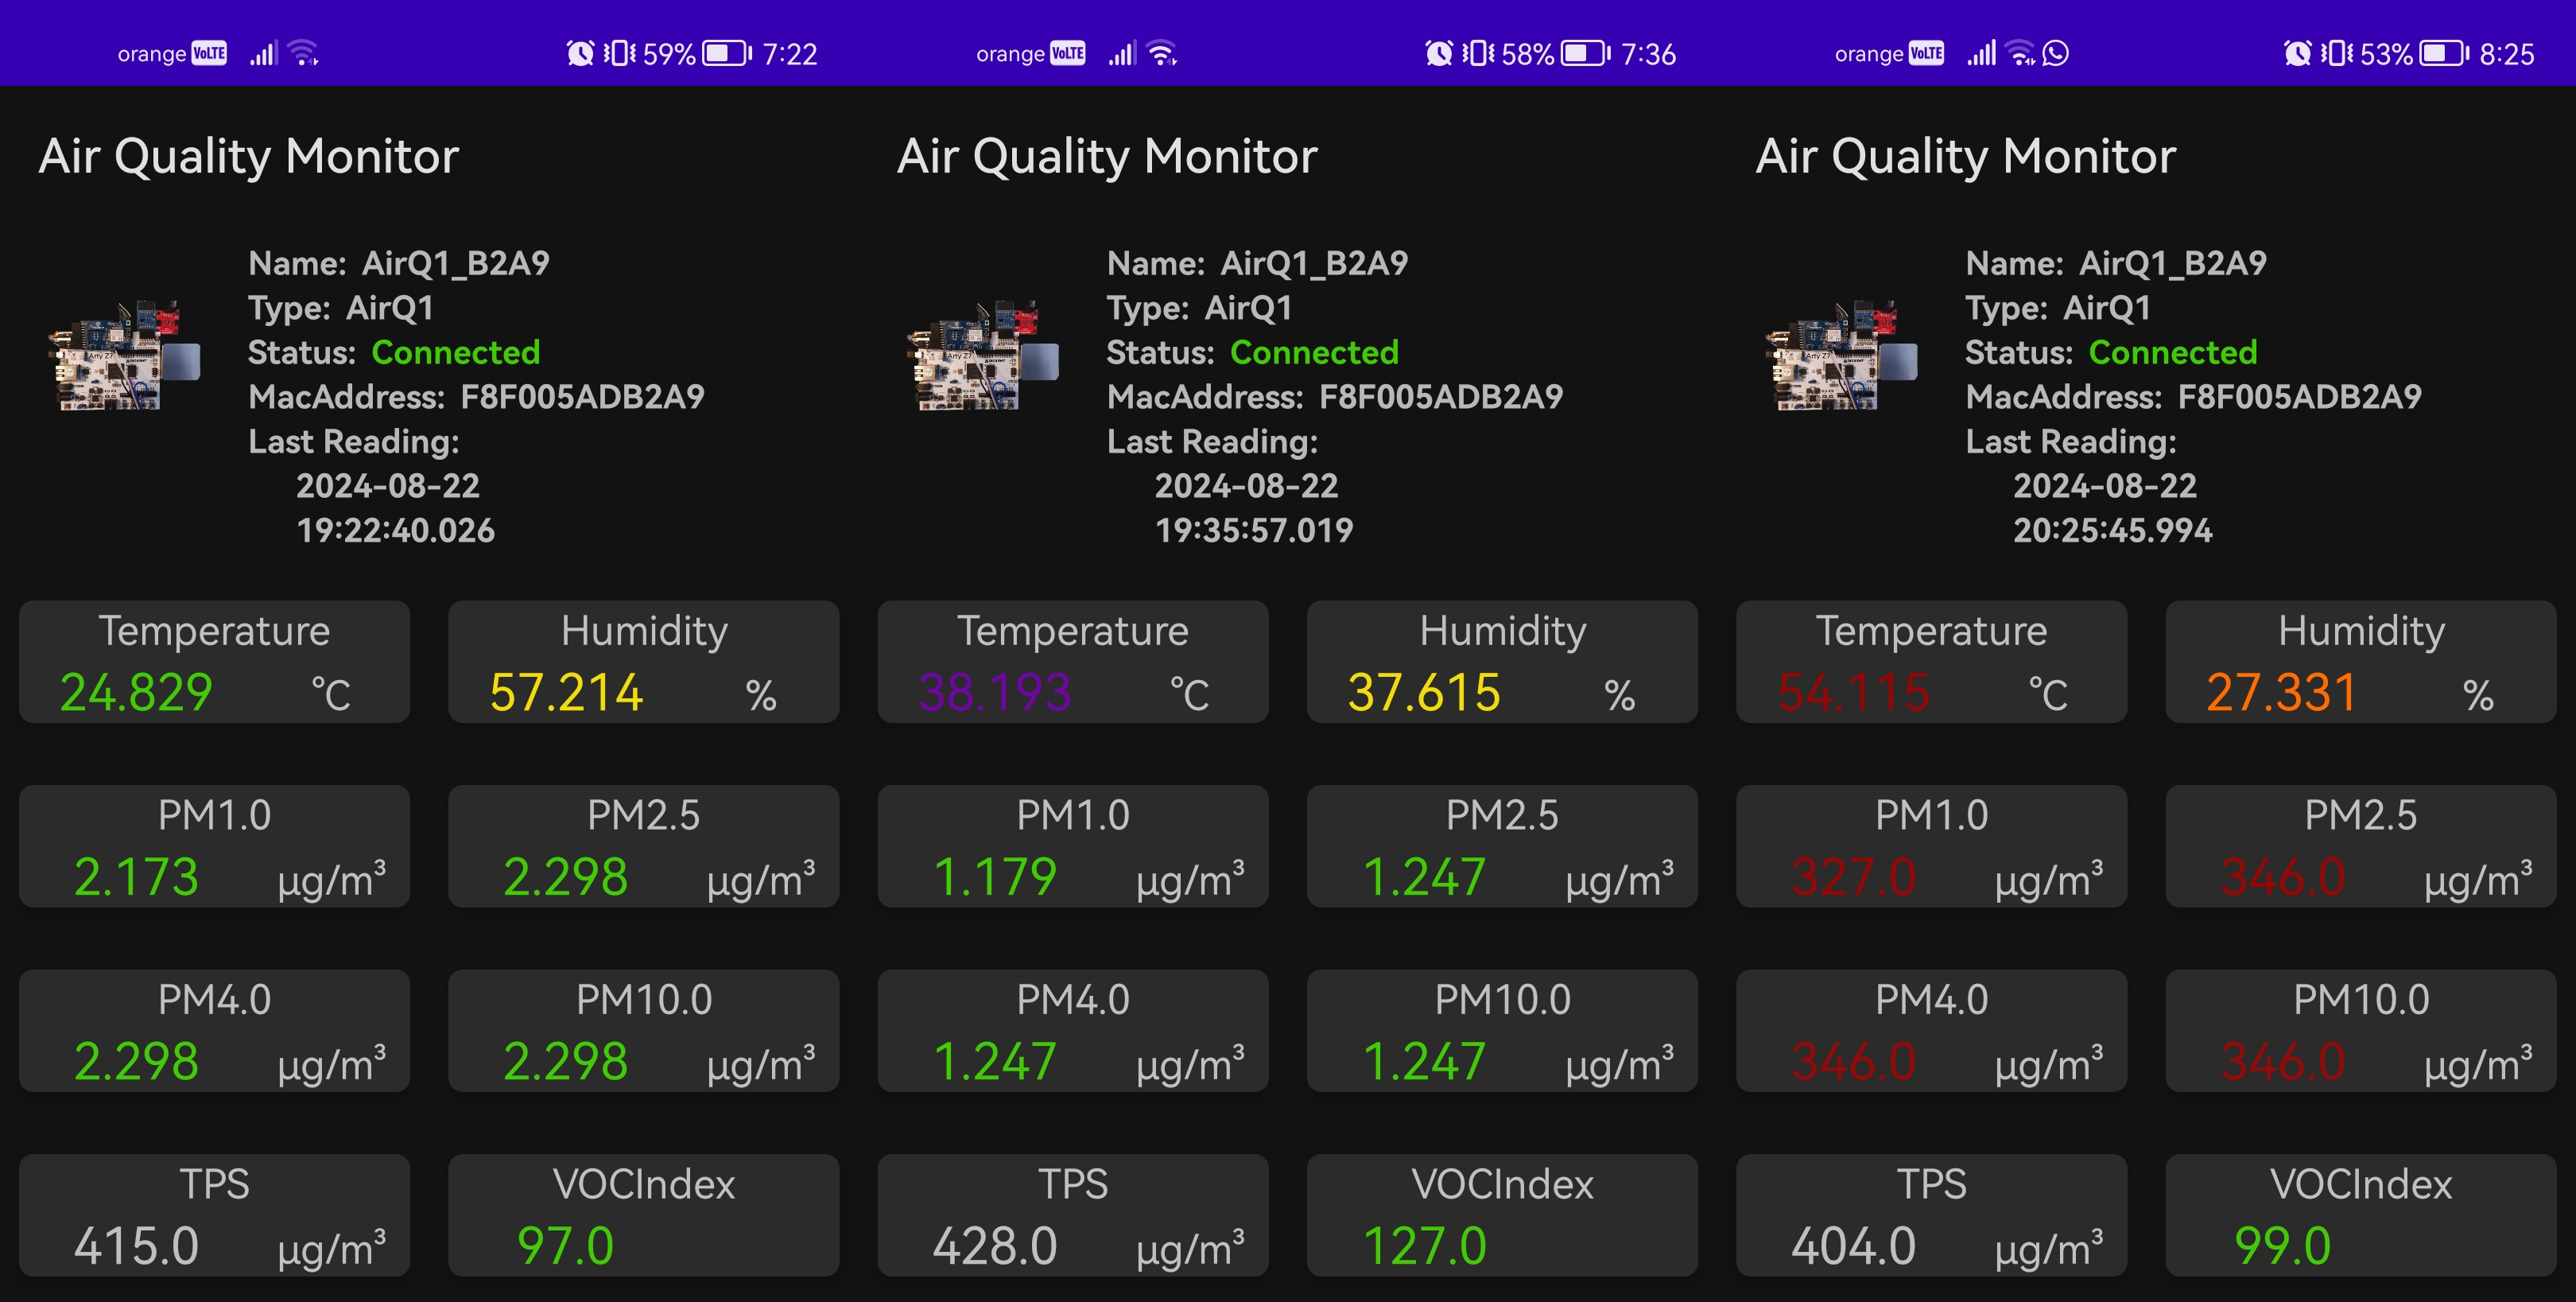 orange VoLTE 59% 7:22
Air Quality Monitor
Name: AirQ1_B2A9
Type: AirQ1
Status: Connected
MacAddress: F8F005ADB2A9
Last Reading:
2024-08-22
19:22:40.026
Temperature
24.829 °C
Humidity
57.214 %
PM1.0
2.173 µg/m³
PM2.5
2.298 µg/m³
PM4.0
2.298 µg/m³
PM10.0
2.298 µg/m³
TPS
415.0 µg/m³
VOCIndex
97.0
orange VoLTE 58% 7:36
Air Quality Monitor
Name: AirQ1_B2A9
Type: AirQ1
Status: Connected
MacAddress: F8F005ADB2A9
Last Reading:
2024-08-22
19:35:57.019
Temperature
38.193 °C
Humidity
37.615 %
PM1.0
1.179 µg/m³
PM2.5
1.247 µg/m³
PM4.0
1.247 µg/m³
PM10.0
1.247 µg/m³
TPS
428.0 µg/m³
VOCIndex
127.0
orange VoLTE 53% 8:25
Air Quality Monitor
Name: AirQ1_B2A9
Type: AirQ1
Status: Connected
MacAddress: F8F005ADB2A9
Last Reading:
2024-08-22
20:25:45.994
Temperature
54.115 °C
Humidity
27.331 %
PM1.0
327.0 µg/m³
PM2.5
346.0 µg/m³
PM4.0
346.0 µg/m³
PM10.0
346.0 µg/m³
TPS
404.0 µg/m³
VOCIndex
99.0
Arty Z7
Arty Z7
Arty Z7